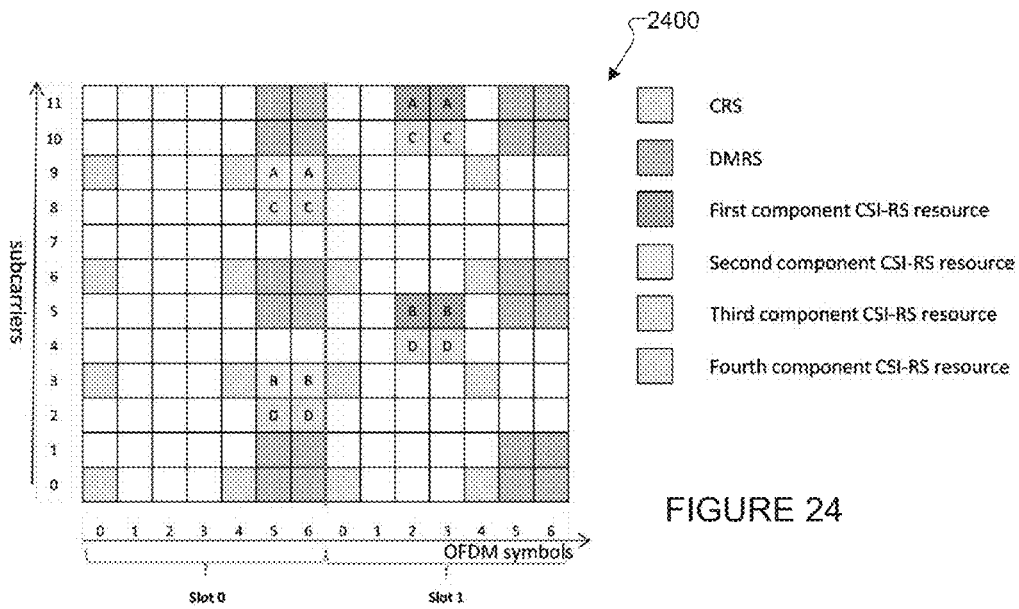 2400
11 A A
10 C C
9 A A
8 C C
7
6
5 B B
4 D D
3 B B
2 D D
1
0
subcarriers
0 1 2 3 4 5 6 0 1 2 3 4 5 6
OFDM symbols
Slot 0 Slot 1
CRS
DMRS
First component CSI-RS resource
Second component CSI-RS resource
Third component CSI-RS resource
Fourth component CSI-RS resource
FIGURE 24